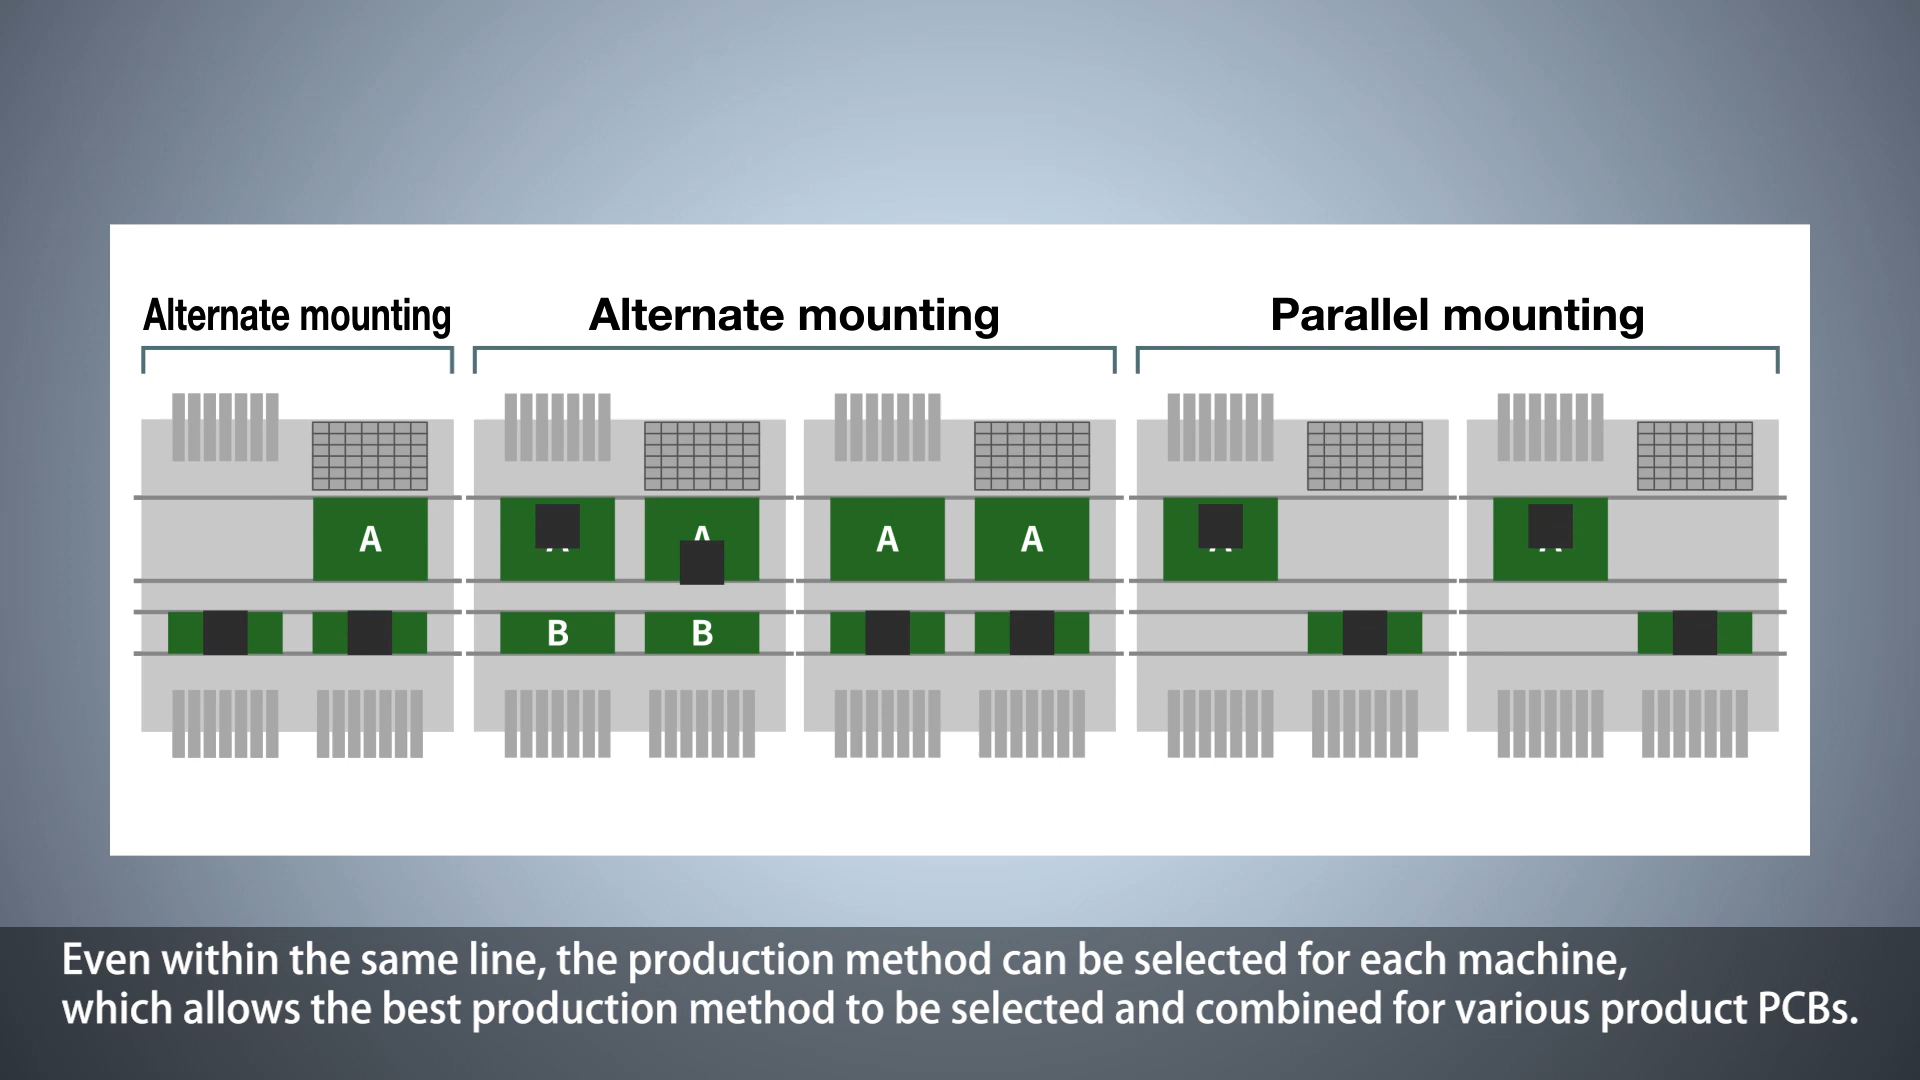 Alternate mounting
Alternate mounting
Parallel mounting
A
A
A
A
A
A
A
B
B
Even within the same line, the production method can be selected for each machine,
which allows the best production method to be selected and combined for various product PCBs.